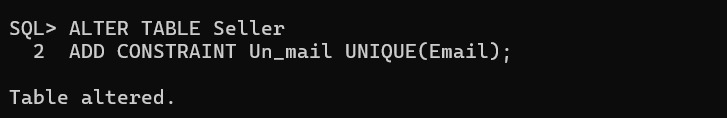 SQL> ALTER TABLE Seller
  2  ADD CONSTRAINT Un_mail UNIQUE(Email);
Table altered.